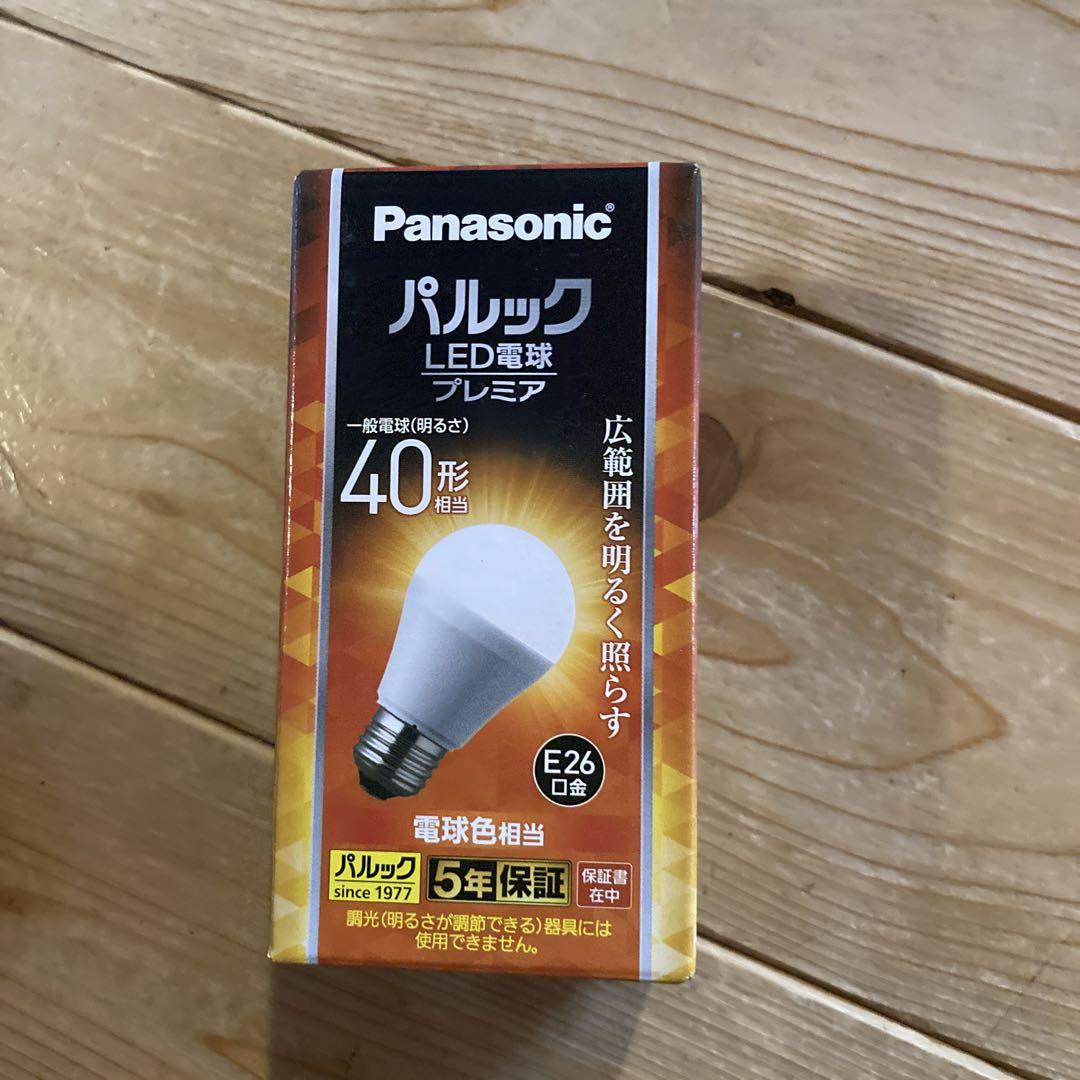 Panasonic®
パルック
LED電球
プレミア
一般電球(明るさ)
40形
相当
広範囲を明るく照らす
E26
口金
電球色相当
パルック
since 1977
5年保証
保証書
在中
調光(明るさが調節できる)器具には
使用できません。